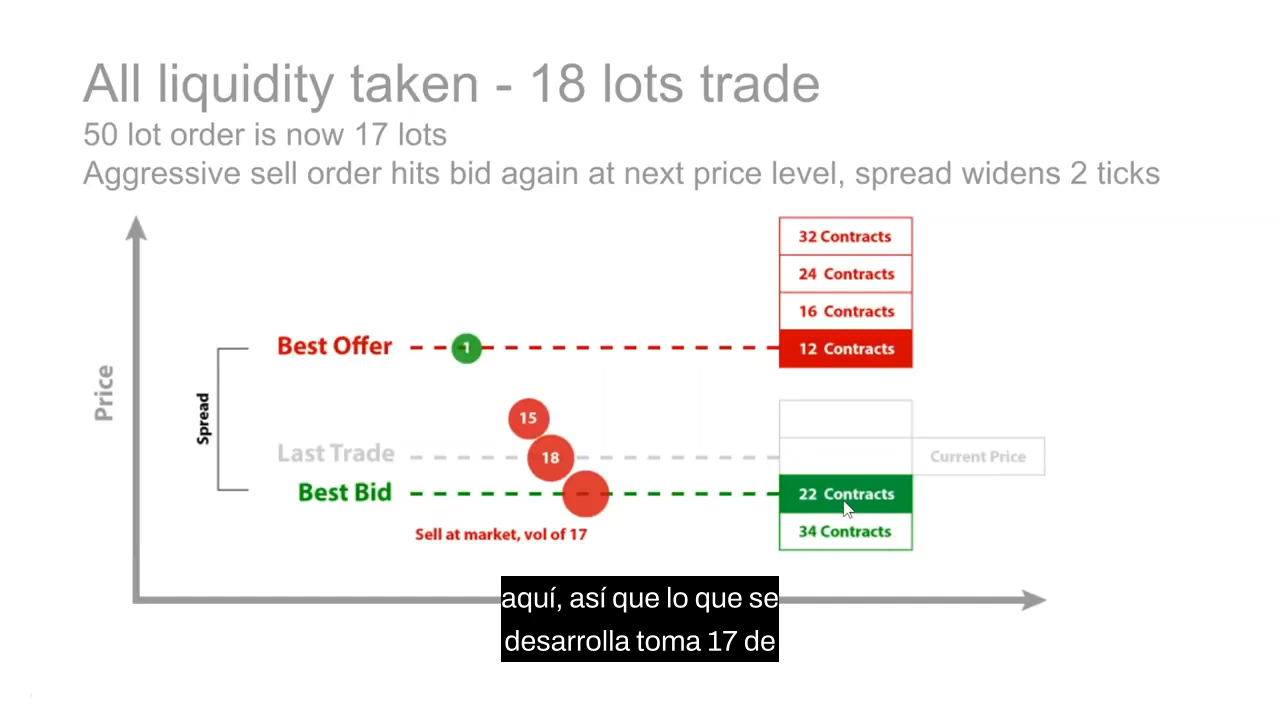 All liquidity taken - 18 lots trade
50 lot order is now 17 lots
Aggressive sell order hits bid again at next price level, spread widens 2 ticks
32 Contracts
24 Contracts
16 Contracts
Best Offer
1
12 Contracts
Price
Spread
15
Last Trade
18
Current Price
Best Bid
22 Contracts
Sell at market, vol of 17
34 Contracts
aquí, así que lo que se
desarrolla toma 17 de